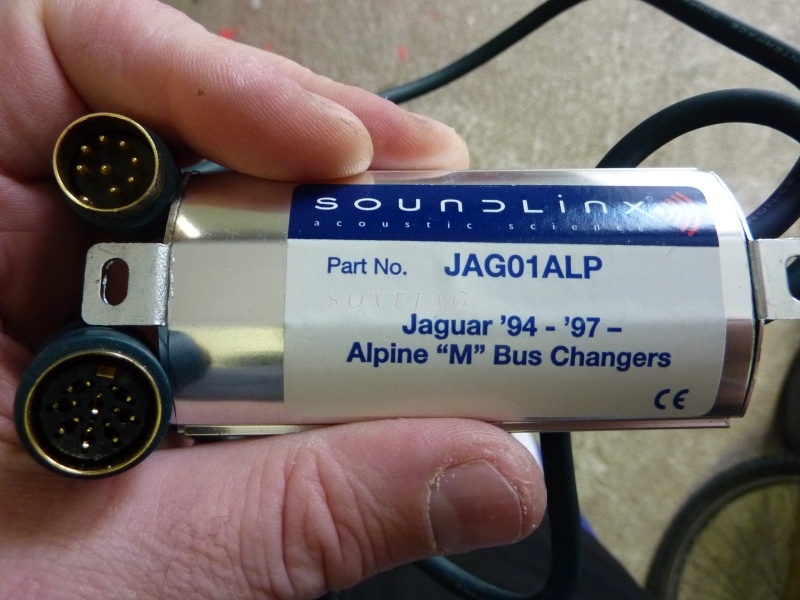 SOUNDLINX
acoustic science
Part No. JAG01ALP
SOVEJAG
Jaguar '94 - '97 –
Alpine “M” Bus Changers
CE